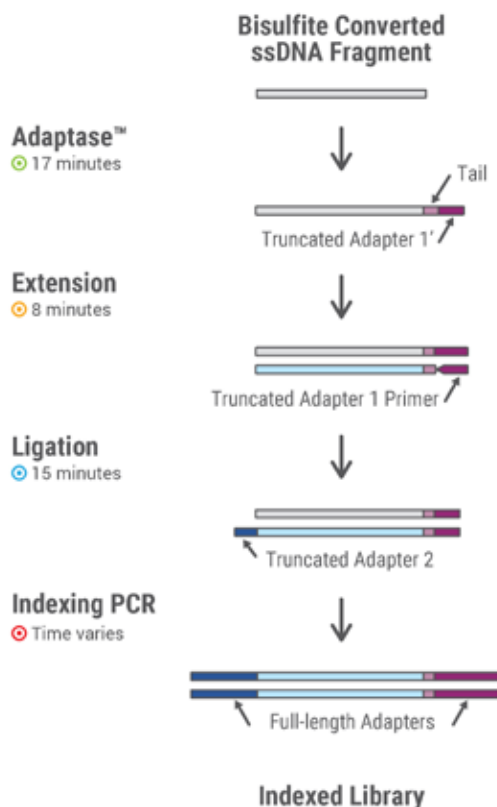 Bisulfite Converted
ssDNA Fragment
Adaptase™
17 minutes
Tail
Truncated Adapter 1'
Extension
8 minutes
Truncated Adapter 1 Primer
Ligation
15 minutes
Truncated Adapter 2
Indexing PCR
Time varies
Full-length Adapters
Indexed Library